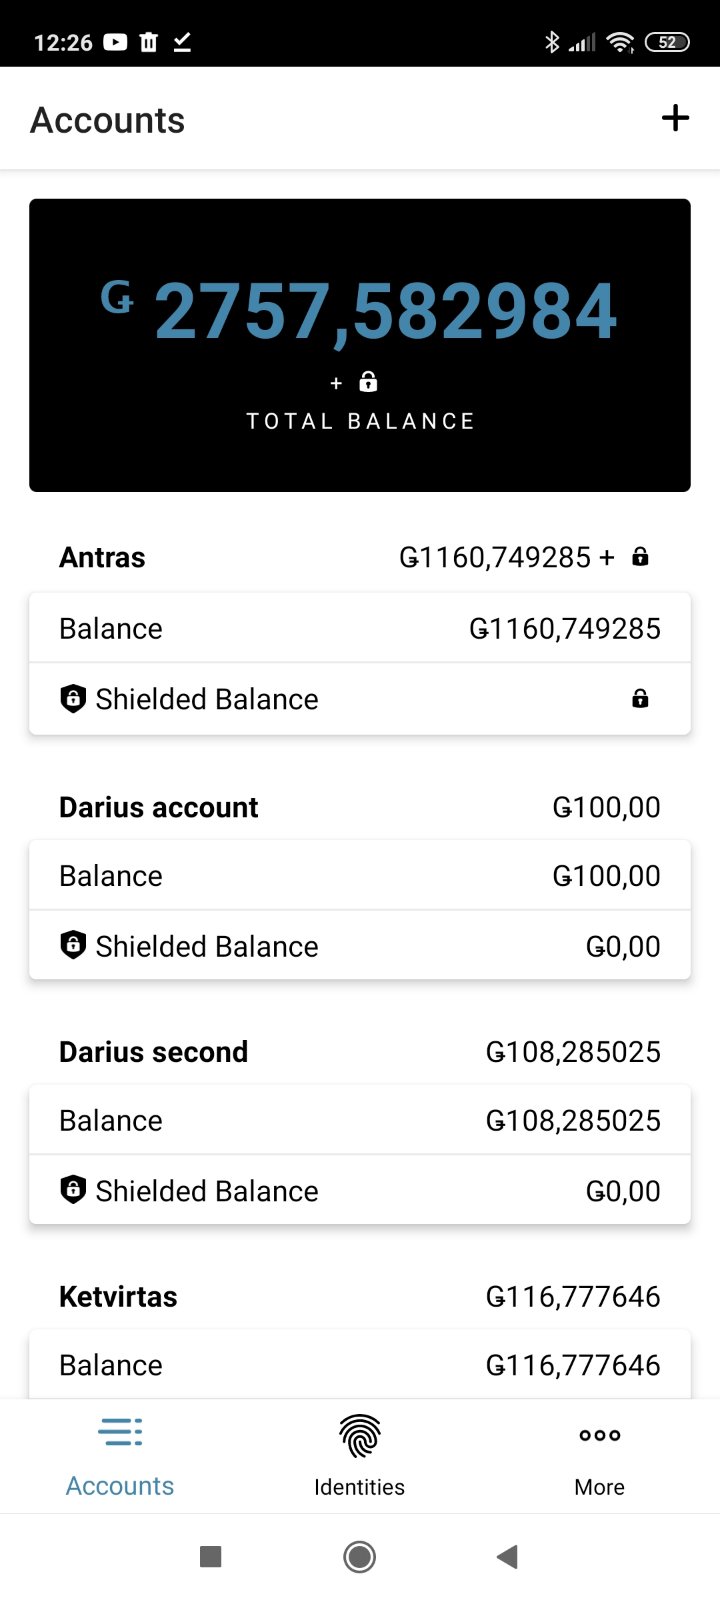 12:26
52
Accounts
+
Ǥ 2757,582984
+
TOTAL BALANCE
Antras Ǥ1160,749285 +
Balance Ǥ1160,749285
Shielded Balance
Darius account Ǥ100,00
Balance Ǥ100,00
Shielded Balance Ǥ0,00
Darius second Ǥ108,285025
Balance Ǥ108,285025
Shielded Balance Ǥ0,00
Ketvirtas Ǥ116,777646
Balance Ǥ116,777646
Accounts Identities More